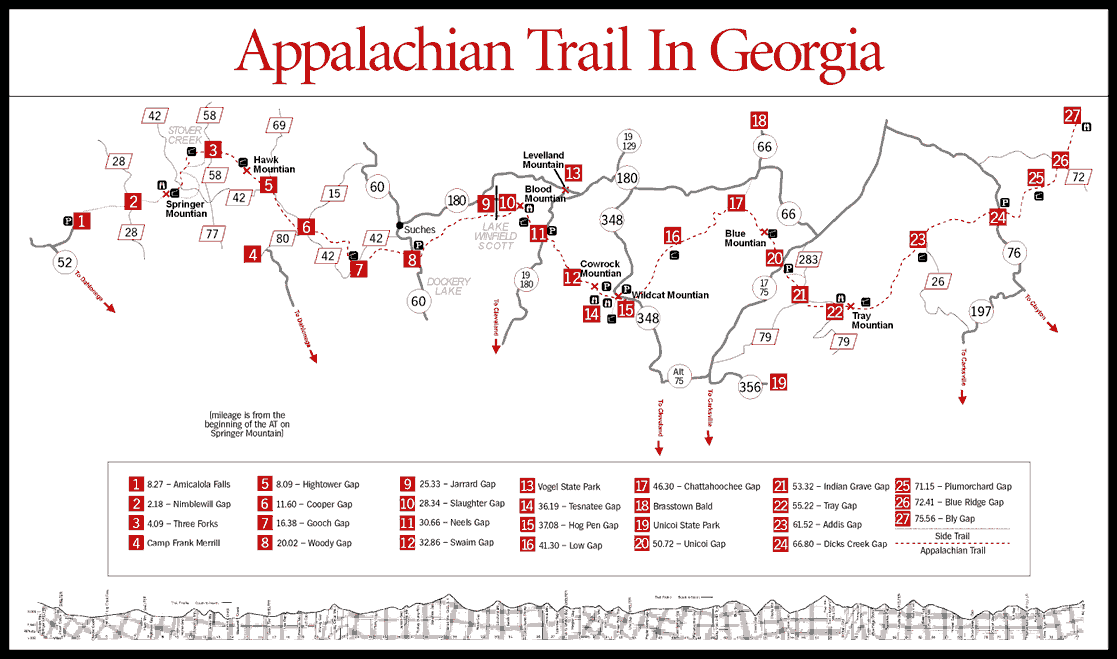 Appalachian Trail In Georgia
42
58
69
STOVER
CREEK
28
3
58
Hawk
Mountian
5
42
2
Springer
Mountian
P
1
28
77
52
To Dahlonega
4
80
6
15
42
42
7
To Dahlonega
60
180
Suches
P
8
DOCKERY
LAKE
60
9
10
LAKE
WINFIELD
SCOTT
Levelland
Mountain
13
Blood
Mountian
11
P
19
129
180
348
19
180
To Cleveland
12
Cowrock
Mountian
P
P
Wildcat Mountian
14
15
348
16
18
66
17
66
Blue
Mountian
20
P
283
17
75
21
22
Tray
Mountian
79
79
Alt
75
356
19
To Cleveland
To Clarksville
23
26
24
P
25
26
27
72
76
197
To Clayton
To Clarksville
(mileage is from the
beginning of the AT on
Springer Mountain)
1 8.27 – Amicalola Falls
2 2.18 – Nimblewill Gap
3 4.09 – Three Forks
4 Camp Frank Merrill
5 8.09 – Hightower Gap
6 11.60 – Cooper Gap
7 16.38 – Gooch Gap
8 20.02 – Woody Gap
9 25.33 – Jarrard Gap
10 28.34 – Slaughter Gap
11 30.66 – Neels Gap
12 32.86 – Swaim Gap
13 Vogel State Park
14 36.19 – Tesnatee Gap
15 37.08 – Hog Pen Gap
16 41.30 – Low Gap
17 46.30 – Chattahoochee Gap
18 Brasstown Bald
19 Unicoi State Park
20 50.72 – Unicoi Gap
21 53.32 – Indian Grave Gap
22 55.22 – Tray Gap
23 61.52 – Addis Gap
24 66.80 – Dicks Creek Gap
25 71.15 – Plumorchard Gap
26 72.41 – Blue Ridge Gap
27 75.56 – Bly Gap
Side Trail
Appalachian Trail